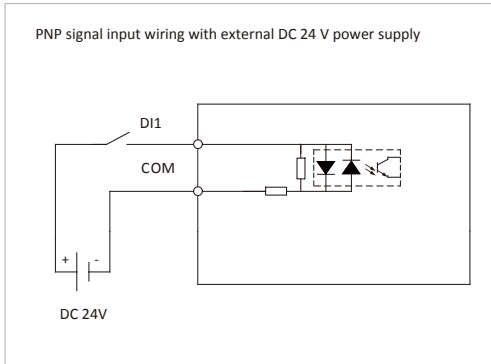 PNP signal input wiring with external DC 24 V power supply
DI1
COM
+ -
DC 24V